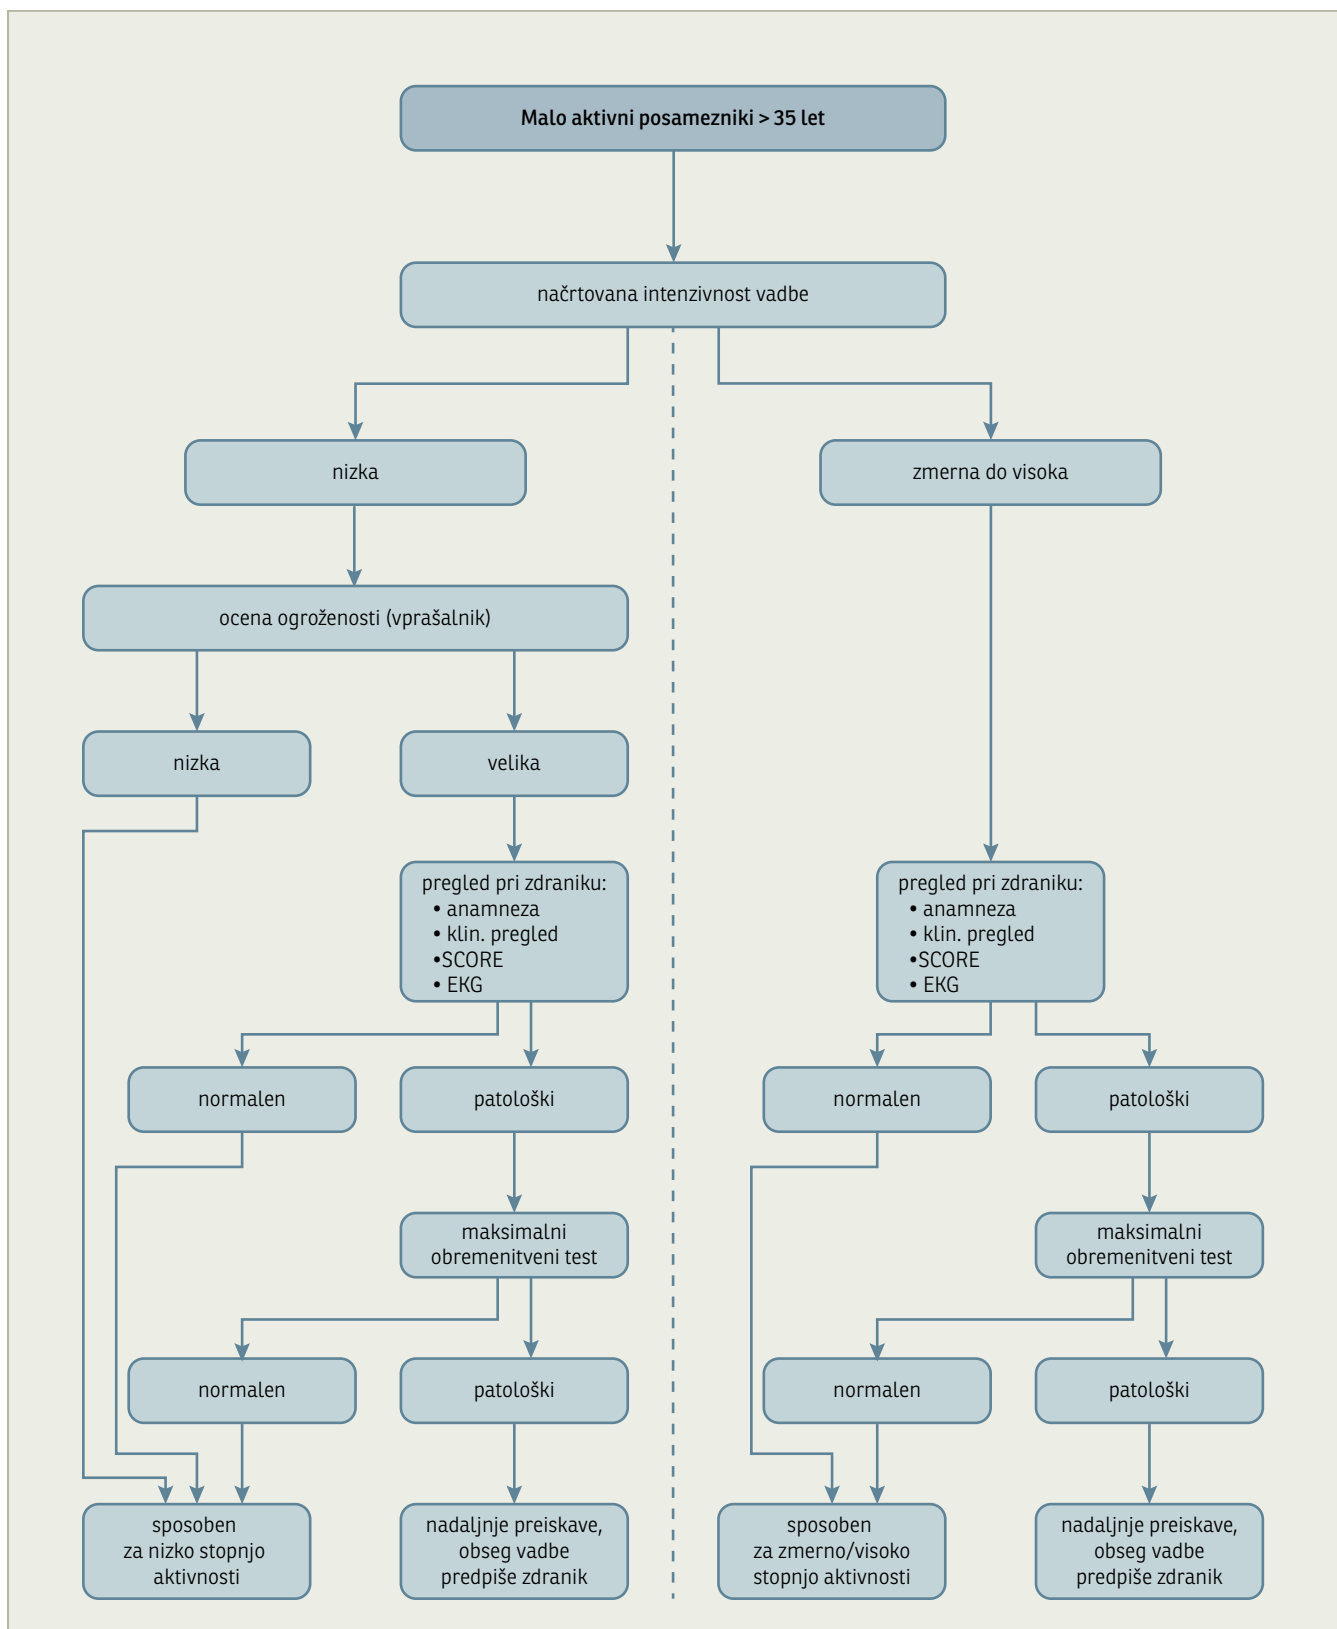 Malo aktivni posamezniki > 35 let
načrtovana intenzivnost vadbe
nizka
zmerna do visoka
ocena ogroženosti (vprašalnik)
nizka
velika
pregled pri zdraniku:
• anamneza
• klin. pregled
•SCORE
• EKG
pregled pri zdraniku:
• anamneza
• klin. pregled
•SCORE
• EKG
normalen
patološki
normalen
patološki
maksimalni
obremenitveni test
maksimalni
obremenitveni test
normalen
patološki
normalen
patološki
sposoben
za nizko stopnjo
aktivnosti
nadaljnje preiskave,
obseg vadbe
predpiše zdranik
sposoben
za zmerno/visoko
stopnjo aktivnosti
nadaljnje preiskave,
obseg vadbe
predpiše zdranik